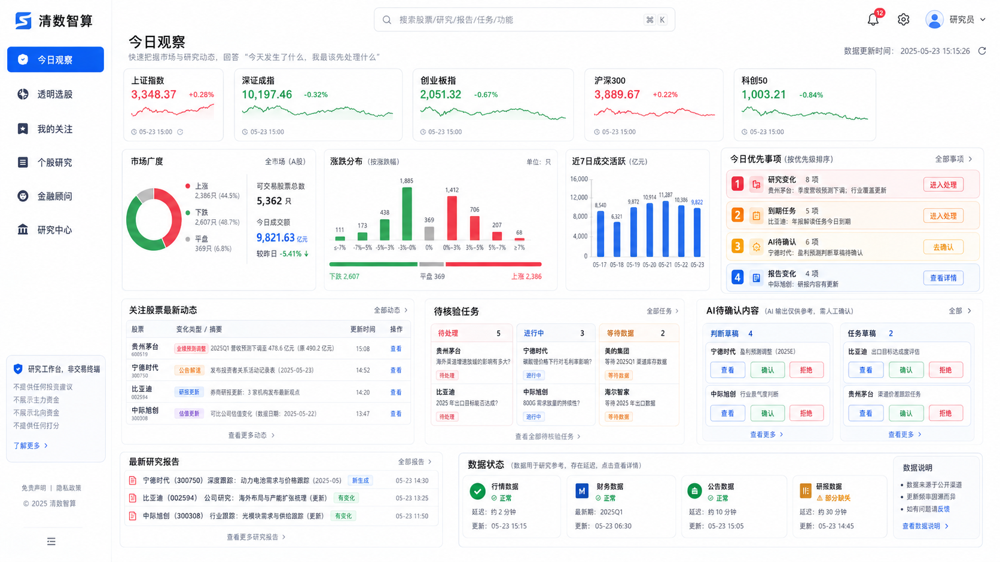 清数智算
搜索股票/研究/报告/任务/功能
⌘ K
12
研究员
今日观察
透明选股
我的关注
个股研究
金融顾问
研究中心
研究工作台，非交易终端
不提供任何投资建议
不展示主力资金
不展示北向资金
不提供任何打分
了解更多 >
免责声明 | 隐私政策
© 2025 清数智算
今日观察
快速把握市场与研究动态，回答 “今天发生了什么，我最该先处理什么”
数据更新时间： 2025-05-23 15:15:26
上证指数
3,348.37 +0.28%
05-23 15:00
深证成指
10,197.46 -0.32%
05-23 15:00
创业板指
2,051.32 -0.67%
05-23 15:00
沪深300
3,889.67 +0.22%
05-23 15:00
科创50
1,003.21 -0.84%
05-23 15:00
市场广度 全市场（A股）
上涨
2,386只 (44.5%)
下跌
2,607只 (48.7%)
平盘
369只 (6.8%)
可交易股票总数
5,362 只
今日成交额
9,821.63 亿元
较昨日 -5.41% ↓
涨跌分布 （按涨跌幅） 单位：只
111 173 438 1,885 369 1,412 706 207 68
≤-7% -7%~5% -5%~3% -3%~0% 0% 0%~3% 3%~5% 5%~7% ≥7%
下跌 2,607 平盘 369 上涨 2,386
近7日成交活跃 (亿元)
16,000
12,000
8,000
4,000
0
8,540 6,321 9,872 10,914 11,287 10,386 9,822
05-17 05-18 05-19 05-20 05-21 05-22 05-23
今日优先事项 (按优先级排序) 全部事项 >
1 研究变化 8 项
贵州茅台：季度营收预测下调；行业覆盖更新
进入处理
2 到期任务 5 项
比亚迪：年报解读任务今日到期
进入处理
3 AI待确认 6 项
宁德时代：盈利预测判断草稿待确认
去确认
4 报告变化 4 项
中际旭创：研报内容有更新
查看详情
关注股票最新动态 全部动态 >
股票 变化类型 / 摘要 更新时间 操作
贵州茅台 业绩预测调整 2025Q1 营收预测下调至 478.6 亿元（原 490.2 亿元) 15:08 查看
600519
宁德时代 公告解速 发布投资者关系活动记录表（2025-05-23） 14:52 查看
300750
比亚迪 研报更新 券商研报更新：3 家机构发布最新观点 14:20 查看
002594
中际旭创 估值更新 可比公司估值变化（数据日期：2025-05-22） 13:47 查看
300308
查看更多动态 >
待核验任务 全部任务 >
待处理 5
贵州茅台
海外渠道增速放缓的影响有多大？
待处理
比亚迪
2025 年出口目标能否达成？
待处理
进行中 3
宁德时代
碳酸锂价格下行对毛利率影响？
进行中
中际旭创
800G 需求放量的持续性？
进行中
等待数据 2
美的集团
等待 2025Q1 渠道库存数据
等待数据
海尔智家
等待 2025 年出口数据
等待数据
查看全部待核验任务 >
AI待确认内容 （AI 输出仅供参考，需人工确认） 全部 >
判断草稿 4
宁德时代 盈利预测调整（2025E）
查看 确认 拒绝
中际旭创 行业景气度判断
查看 确认 拒绝
查看更多 >
任务草稿 2
比亚迪 出口目标达成度评估
查看 确认 拒绝
贵州茅台 渠道价差跟踪任务
查看 确认 拒绝
查看更多 >
最新研究报告 全部报告 >
宁德时代（300750）深度跟踪：动力电池需求与价格跟踪（2025-05） 新生成 05-23 14:30
比亚迪（002594） 公司研究：海外布局与产能扩张梳理（更新） 有变化 05-23 13:25
中际旭创（300308） 行业跟踪：光模块需求与供给跟踪（更新） 有变化 05-23 11:50
查看更多研究报告 >
数据状态 （数据用于研究参考，存在延迟，点击查看详情）
行情数据
正常
延迟：约 2 分钟
更新：05-23 15:15
财务数据
正常
最新期：2025Q1
更新：05-23 06:30
公告数据
正常
延迟：约 10 分钟
更新：05-23 15:05
研报数据
部分缺失
延迟：约 30 分钟
更新：05-23 14:45
数据说明
• 数据来源于公开渠道
• 更新频率因源而异
• 如有问题请反馈
查看数据说明 >